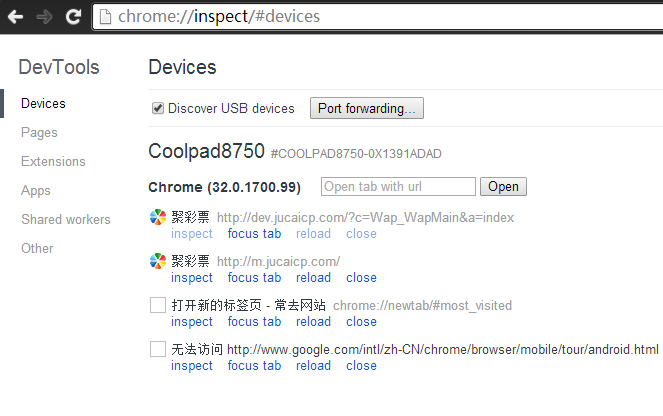 chrome://inspect/#devices
DevTools
Devices
Pages
Extensions
Apps
Shared workers
Other
Devices
Discover USB devices Port forwarding...
Coolpad8750 #COOLPAD8750-0X1391ADAD
Chrome (32.0.1700.99) Open tab with url Open
聚彩票 http://dev.jucaicp.com/?c=Wap_WapMain&a=index
inspect focus tab reload close
聚彩票 http://m.jucaicp.com/
inspect focus tab reload close
打开新的标签页 - 常去网站 chrome://newtab/#most_visited
inspect focus tab reload close
无法访问 http://www.google.com/intl/zh-CN/chrome/browser/mobile/tour/android.html
inspect focus tab reload close